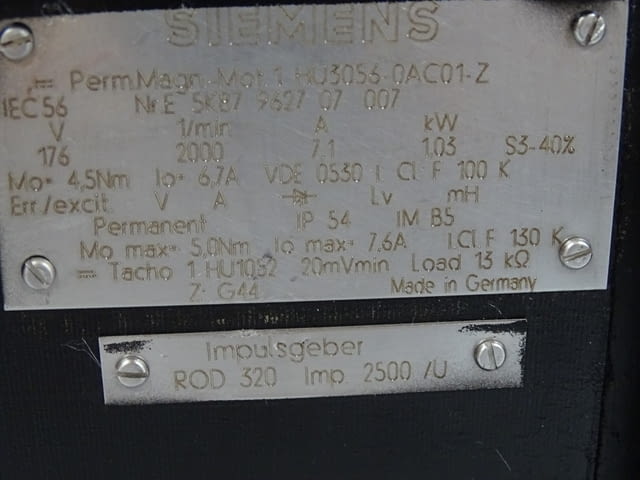 SIEMENS
Perm.Magn.-Mot. 1 HU3056-0AC01-Z
IEC56 Nr.E 5K87 9627 07 007
V 1/min A kW
176 2000 7,1 1,03 S3-40%
Mo= 4,5Nm Io= 6,7A VDE 0530 I.Cl. F 100 K
Err./excit. V A Lv mH
Permanent IP 54 IM B5
Mo max= 5,0Nm Io max= 7,6A I.Cl. F 130 K
Tacho 1 HU1052 20mVmin Load 13 kΩ
Z: G44 Made in Germany
Impulsgeber
ROD 320 Imp 2500 /U